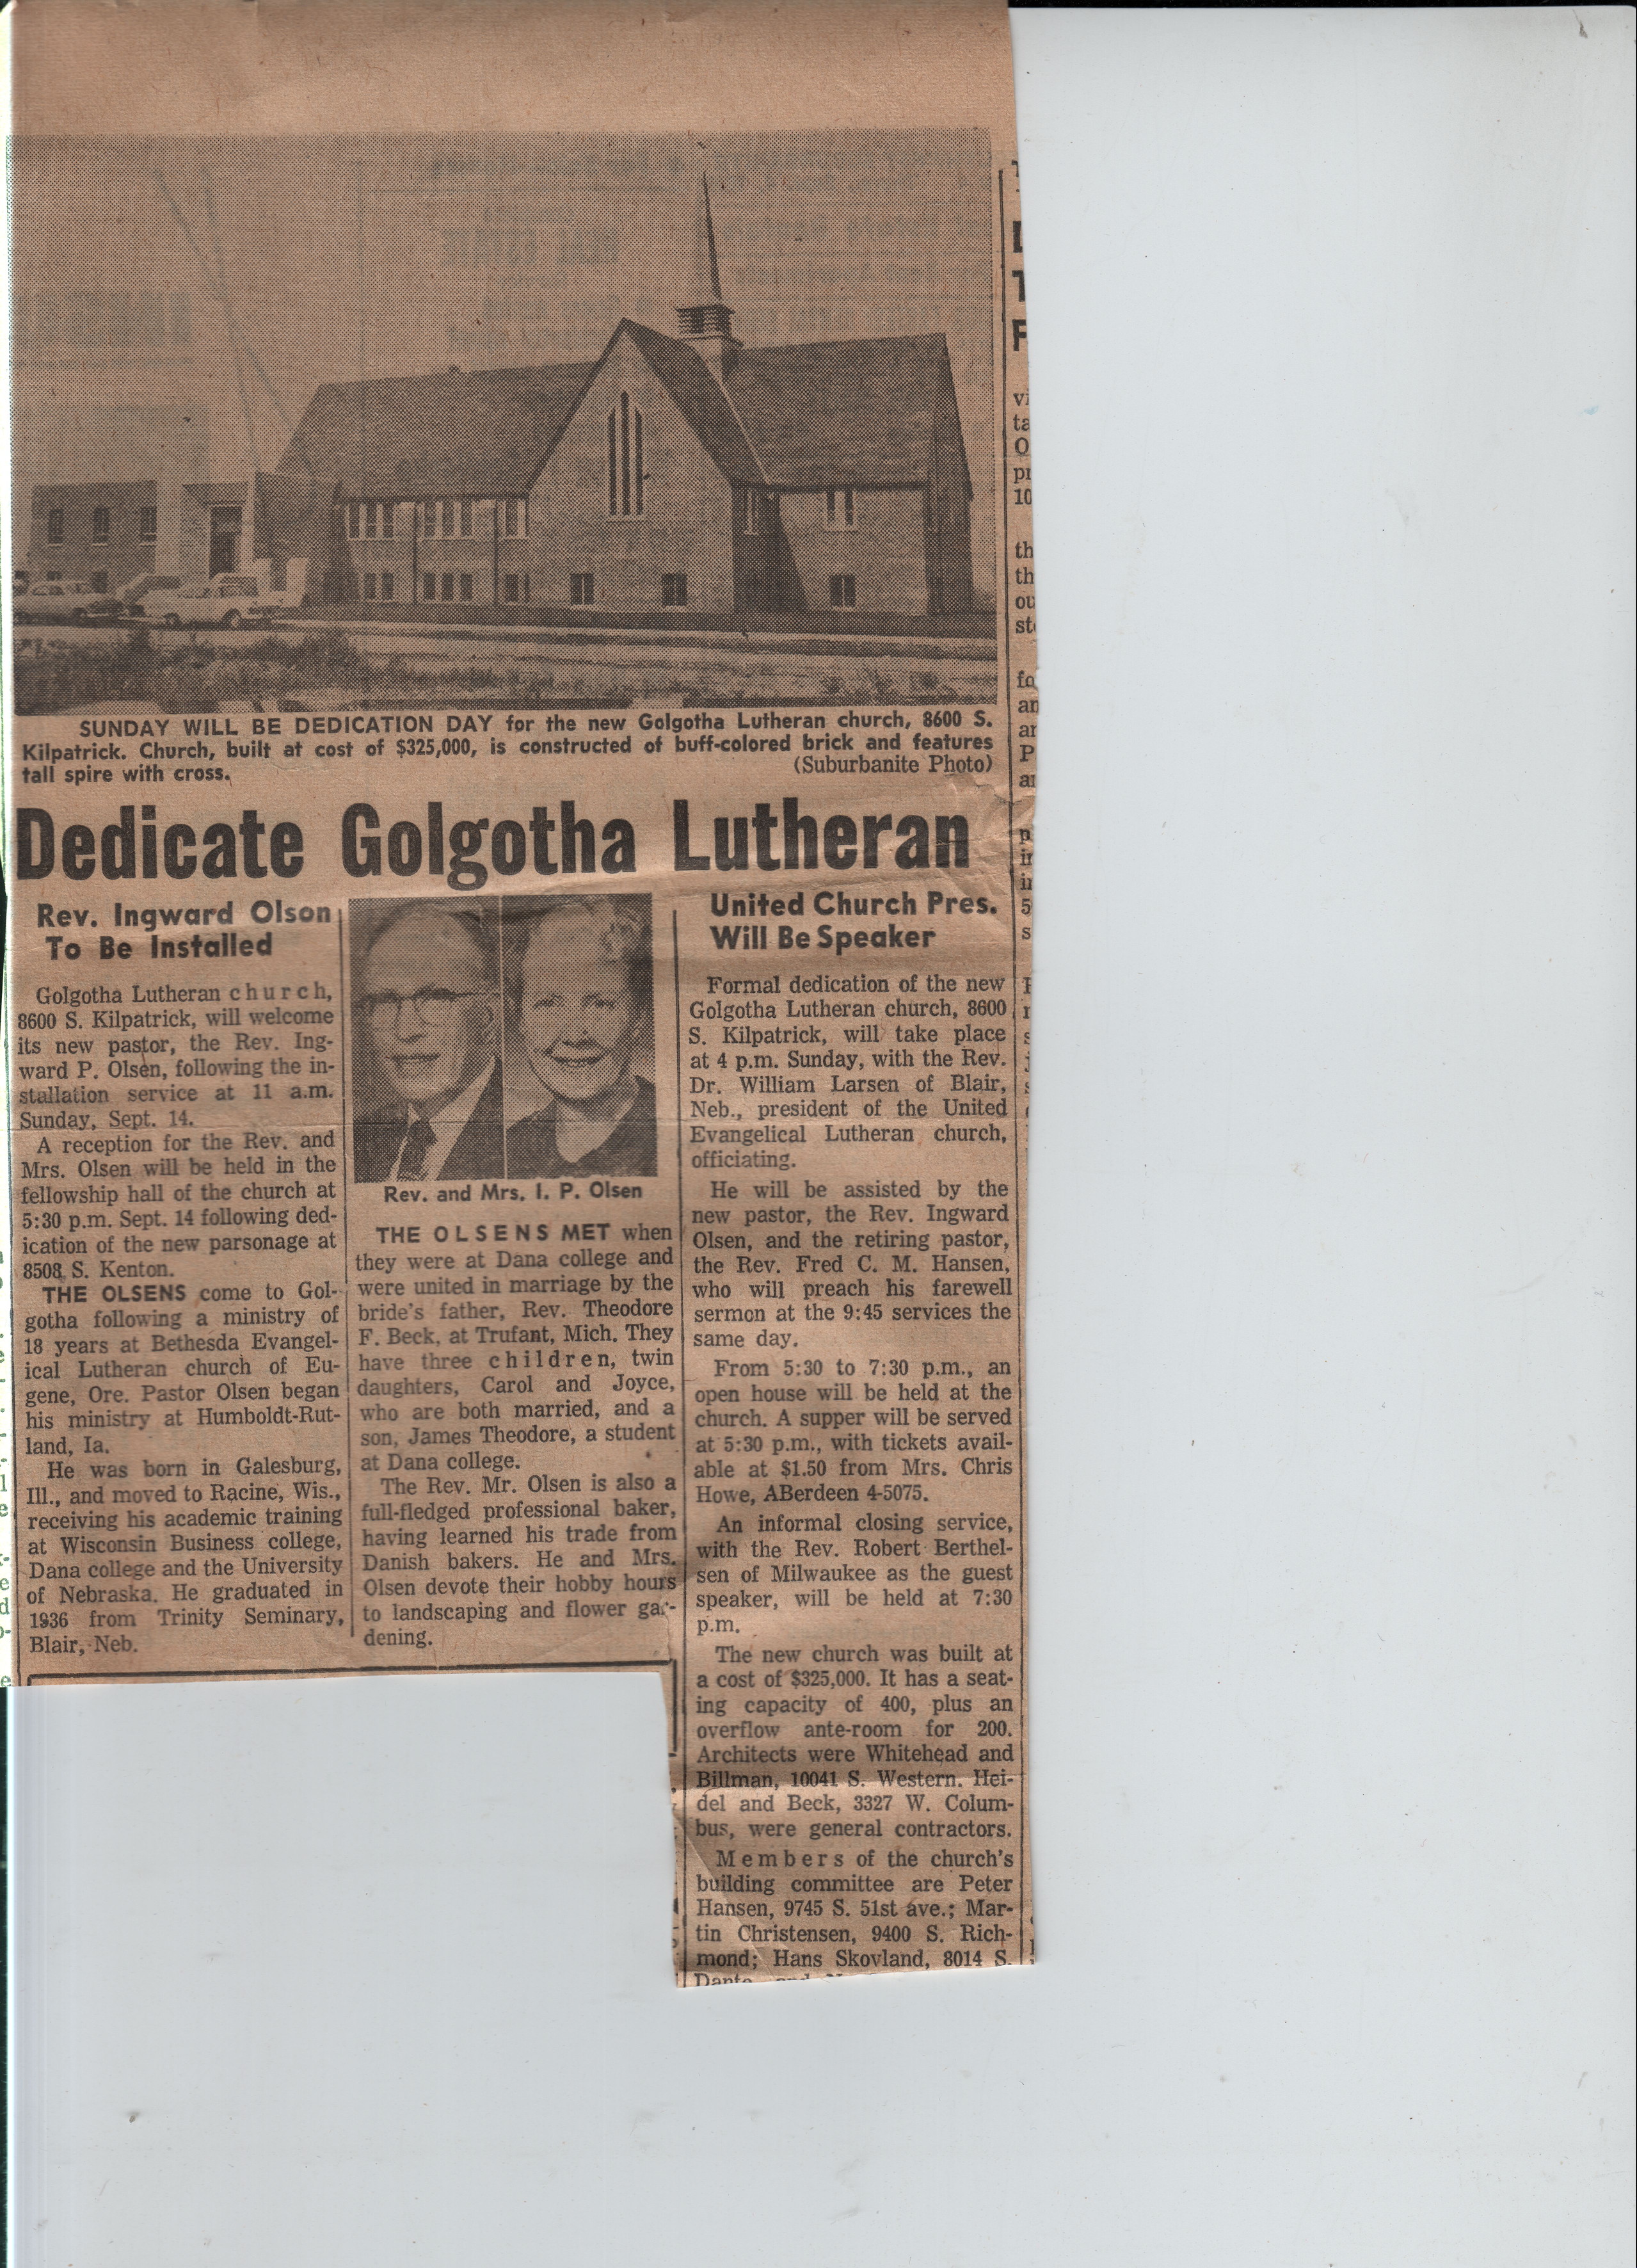 SUNDAY WILL BE DEDICATION DAY for the new Golgotha Lutheran church, 8600 S.
Kilpatrick. Church, built at cost of $325,000, is constructed of buff-colored brick and features
tall spire with cross.
(Suburbanite Photo)
Dedicate Golgotha Lutheran
Rev. Ingward Olson
To Be Installed
Golgotha Lutheran church,
8600 S. Kilpatrick, will welcome
its new pastor, the Rev. Ing-
ward P. Olsen, following the in-
stallation service at 11 a.m.
Sunday, Sept. 14.
A reception for the Rev. and
Mrs. Olsen will be held in the
fellowship hall of the church at
5:30 p.m. Sept. 14 following ded-
ication of the new parsonage at
8508 S. Kenton.
THE OLSENS come to Gol-
gotha following a ministry of
18 years at Bethesda Evangel-
ical Lutheran church of Eu-
gene, Ore. Pastor Olsen began
his ministry at Humboldt-Rut-
land, Ia.
He was born in Galesburg,
Ill., and moved to Racine, Wis.,
receiving his academic training
at Wisconsin Business college,
Dana college and the University
of Nebraska. He graduated in
1936 from Trinity Seminary,
Blair, Neb.
Rev. and Mrs. I. P. Olsen
THE OLSENS MET when
they were at Dana college and
were united in marriage by the
bride's father, Rev. Theodore
F. Beck, at Trufant, Mich. They
have three children, twin
daughters, Carol and Joyce,
who are both married, and a
son, James Theodore, a student
at Dana college.
The Rev. Mr. Olsen is also a
full-fledged professional baker,
having learned his trade from
Danish bakers. He and Mrs.
Olsen devote their hobby hours
to landscaping and flower gar-
dening.
United Church Pres.
Will Be Speaker
Formal dedication of the new
Golgotha Lutheran church, 8600
S. Kilpatrick, will take place
at 4 p.m. Sunday, with the Rev.
Dr. William Larsen of Blair,
Neb., president of the United
Evangelical Lutheran church,
officiating.
He will be assisted by the
new pastor, the Rev. Ingward
Olsen, and the retiring pastor,
the Rev. Fred C. M. Hansen,
who will preach his farewell
sermon at the 9:45 services the
same day.
From 5:30 to 7:30 p.m., an
open house will be held at the
church. A supper will be served
at 5:30 p.m., with tickets avail-
able at $1.50 from Mrs. Chris
Howe, ABerdeen 4-5075.
An informal closing service,
with the Rev. Robert Berthel-
sen of Milwaukee as the guest
speaker, will be held at 7:30
p.m.
The new church was built at
a cost of $325,000. It has a seat-
ing capacity of 400, plus an
overflow ante-room for 200.
Architects were Whitehead and
Billman, 10041 S. Western. Hei-
del and Beck, 3327 W. Colum-
bus, were general contractors.
Members of the church's
building committee are Peter
Hansen, 9745 S. 51st ave.; Mar-
tin Christensen, 9400 S. Rich-
mond; Hans Skovland, 8014 S.
Dante, and